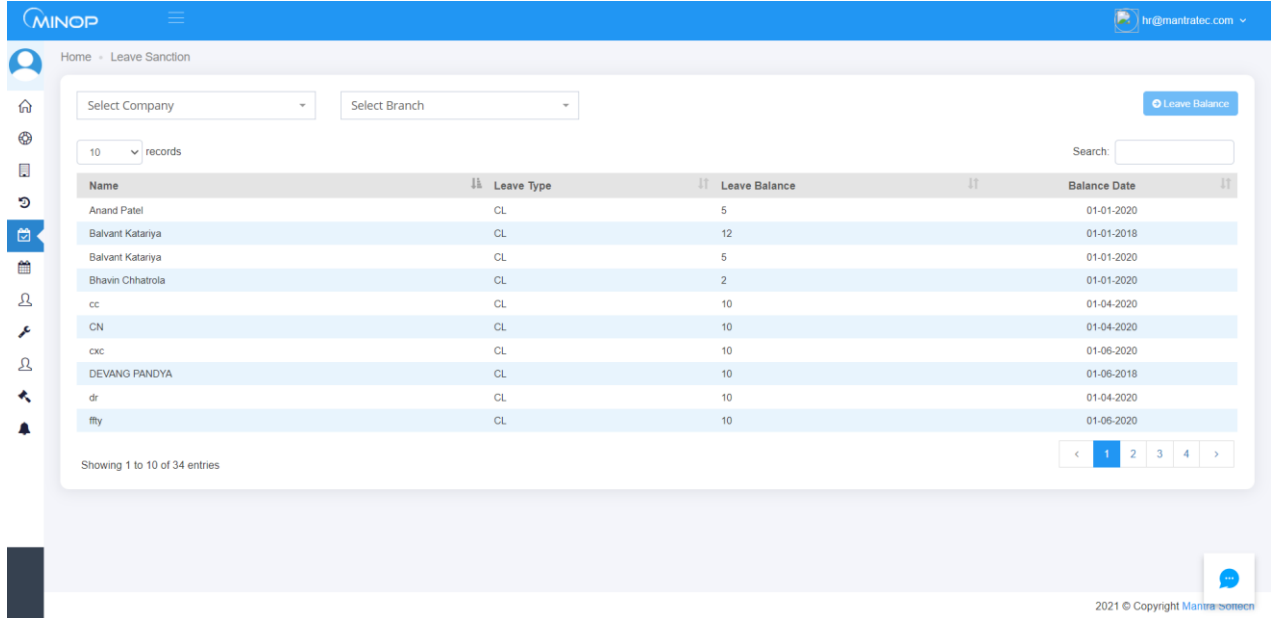 MINOP hr@mantratec.com
Home Leave Sanction
Select Company Select Branch Leave Balance
10 records Search:
Name Leave Type Leave Balance Balance Date
Anand Patel CL 5 01-01-2020
Balvant Katariya CL 12 01-01-2018
Balvant Katariya CL 5 01-01-2020
Bhavin Chhatrola CL 2 01-01-2020
cc CL 10 01-04-2020
CN CL 10 01-04-2020
cxc CL 10 01-06-2020
DEVANG PANDYA CL 10 01-06-2018
dr CL 10 01-04-2020
ffty CL 10 01-06-2020
Showing 1 to 10 of 34 entries < 1 2 3 4 >
2021 © Copyright Mantra Softech